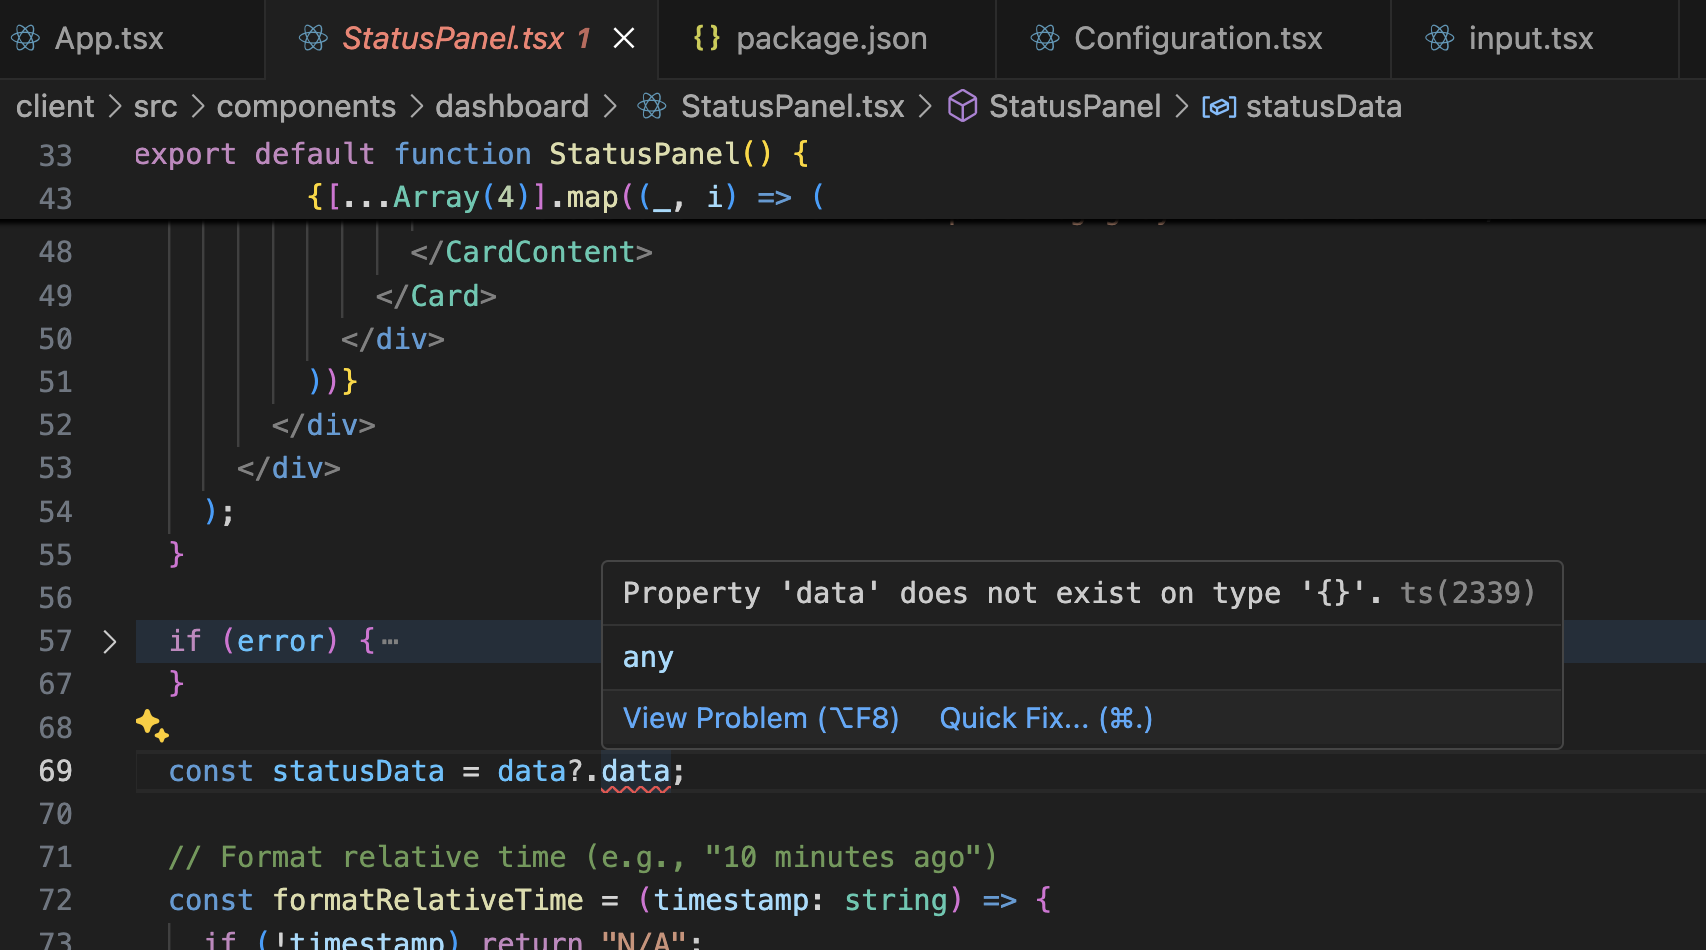 App.tsx
StatusPanel.tsx 1
package.json
Configuration.tsx
input.tsx
client > src > components > dashboard > StatusPanel.tsx > StatusPanel > statusData
33 export default function StatusPanel() {
43 {[...Array(4)].map((_, i) => (
48 </CardContent>
49 </Card>
50 </div>
51 ))}
52 </div>
53 </div>
54 );
55 }
56
Property 'data' does not exist on type '{}'. ts(2339)
57 if (error) {⋯
any
67 }
68
View Problem (⌥F8) Quick Fix... (⌘.)
69 const statusData = data?.data;
70
71 // Format relative time (e.g., "10 minutes ago")
72 const formatRelativeTime = (timestamp: string) => {
73 if (!timestamp) return "N/A";